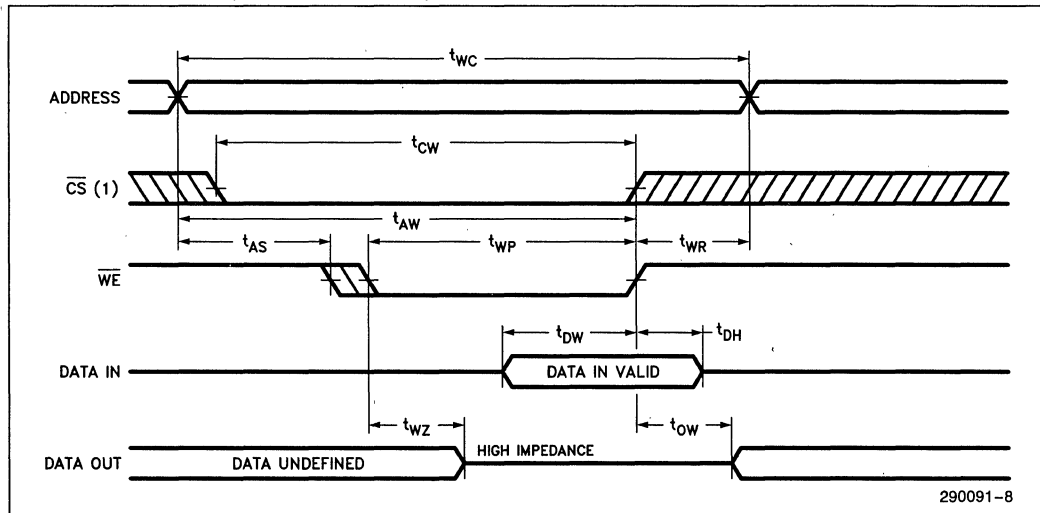 tWC
ADDRESS
tCW
CS (1)
tAW
tAS
tWP
tWR
WE
tDW
tDH
DATA IN
DATA IN VALID
tWZ
tOW
HIGH IMPEDANCE
DATA OUT
DATA UNDEFINED
290091-8